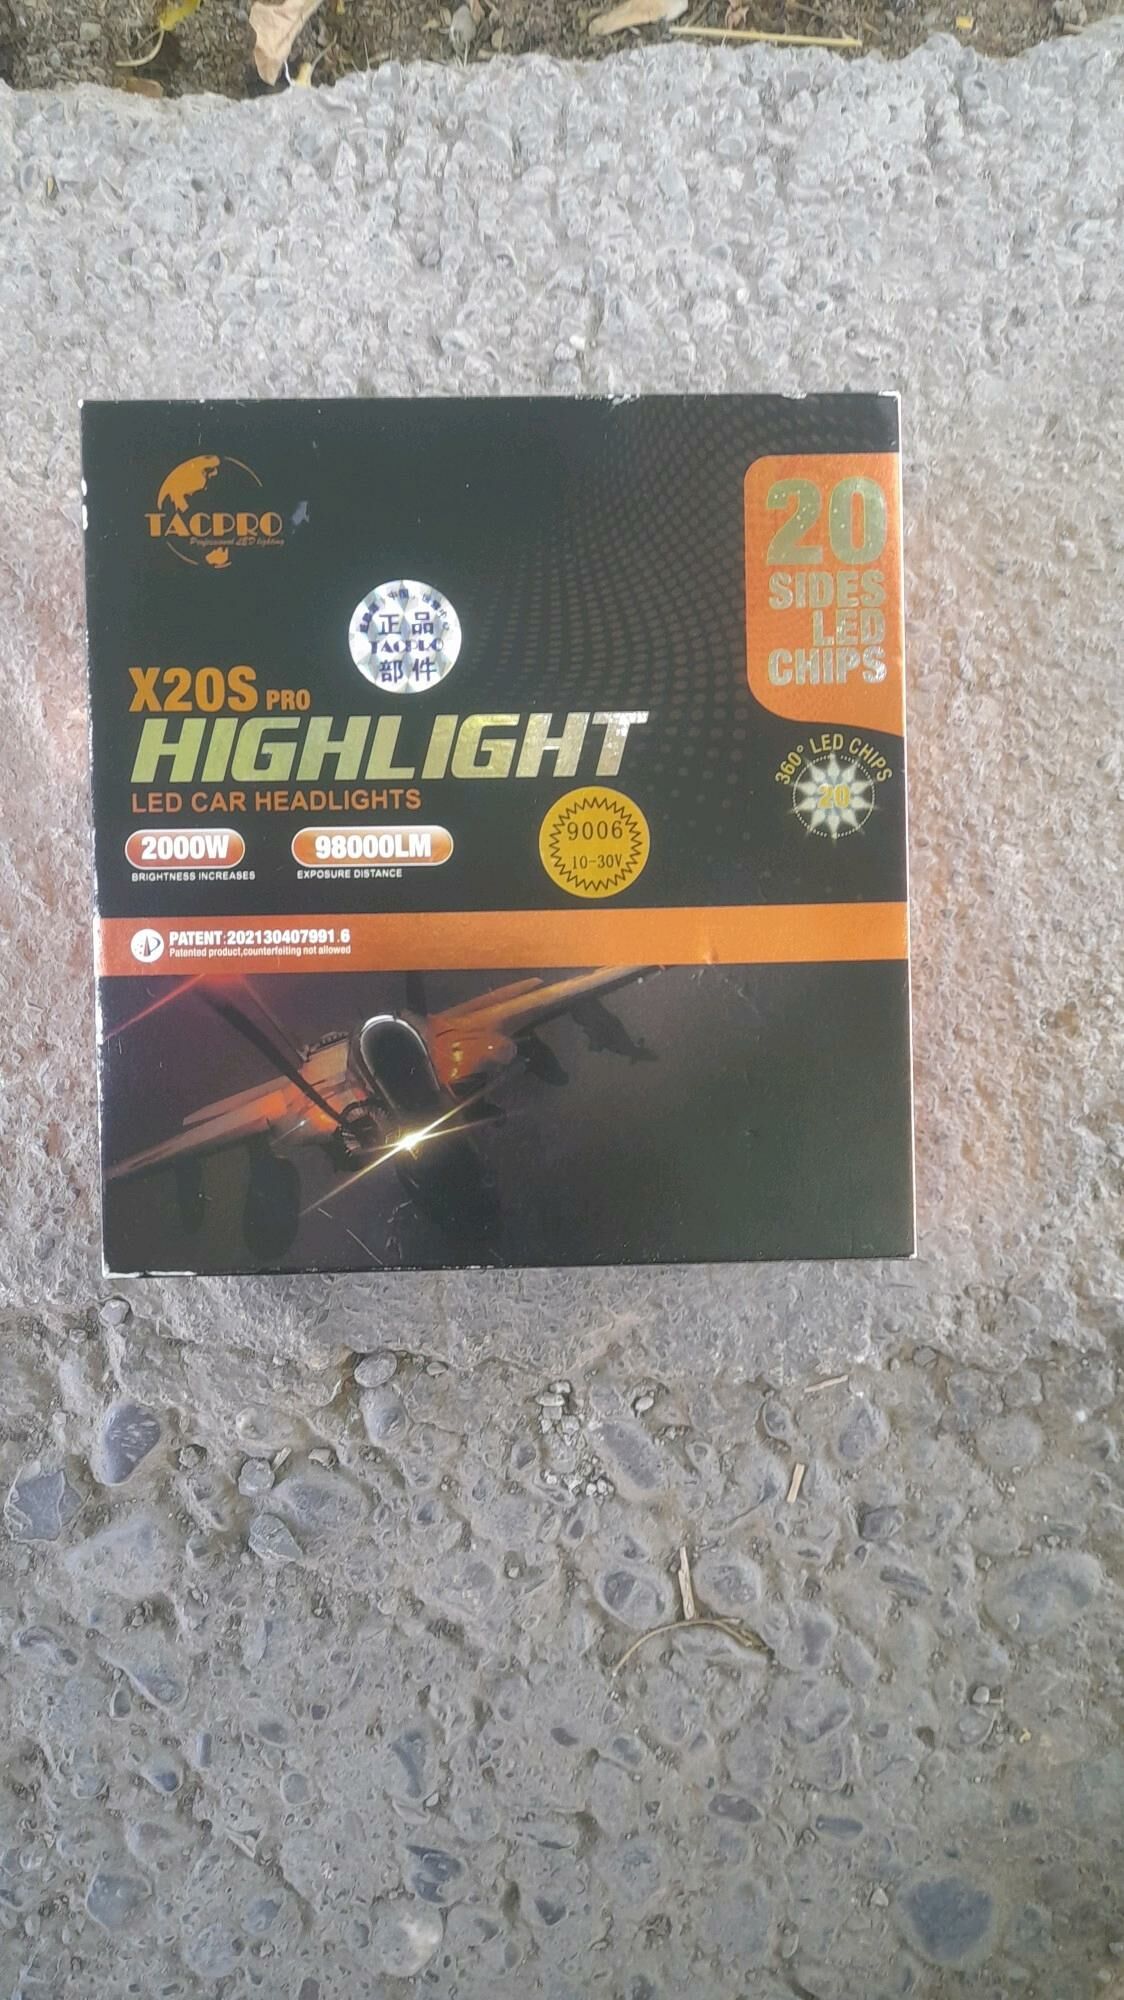 TACPRO
Professional LED lighting
20
SIDES
LED
CHIPS
正品
TACPRO
部件
X20S PRO
HIGHLIGHT
LED CAR HEADLIGHTS
360° LED CHIPS
20
2000W
BRIGHTNESS INCREASES
98000LM
EXPOSURE DISTANCE
9006
10-30V
PATENT:202130407991.6
Patented product,counterfeiting not allowed